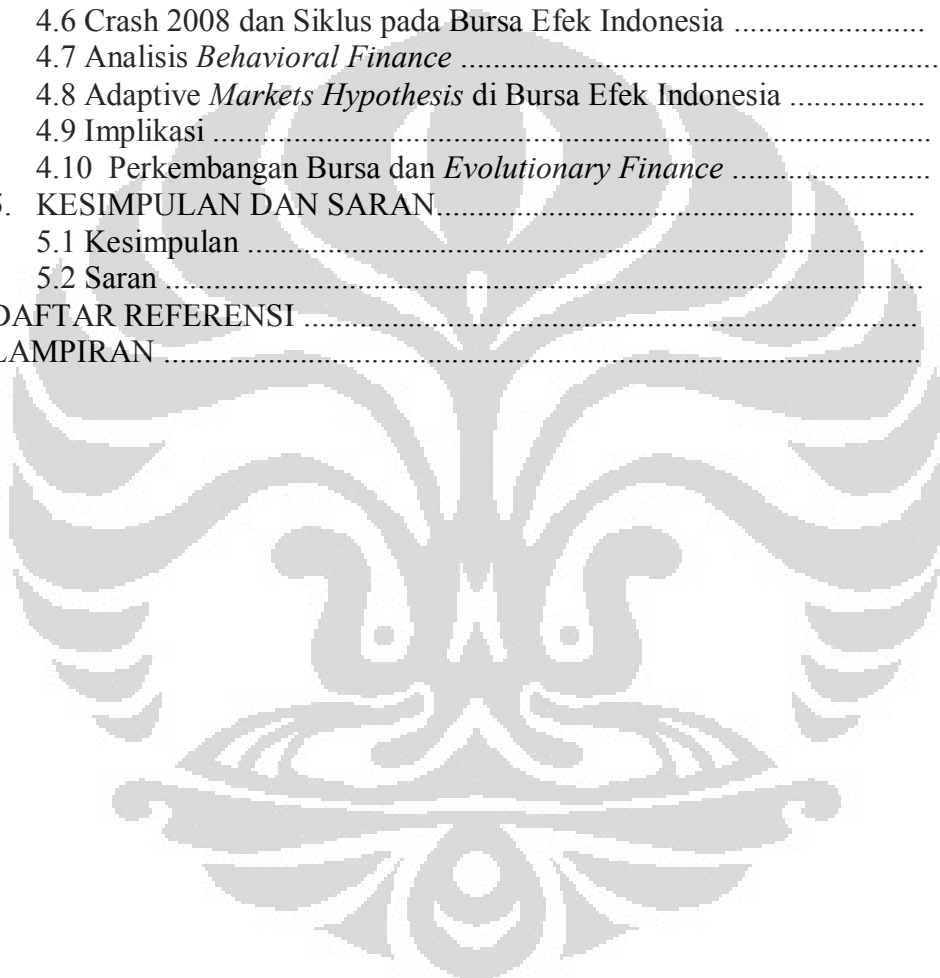 4.6 Crash 2008 dan Siklus pada Bursa Efek Indonesia .......................
4.7 Analisis Behavioral Finance .........................................................
4.8 Adaptive Markets Hypothesis di Bursa Efek Indonesia .................
4.9 Implikasi .......................................................................................
4.10 Perkembangan Bursa dan Evolutionary Finance ........................
5. KESIMPULAN DAN SARAN..........................................................
5.1 Kesimpulan ...................................................................................
5.2 Saran .............................................................................................
DAFTAR REFERENSI ..........................................................................
LAMPIRAN ............................................................................................